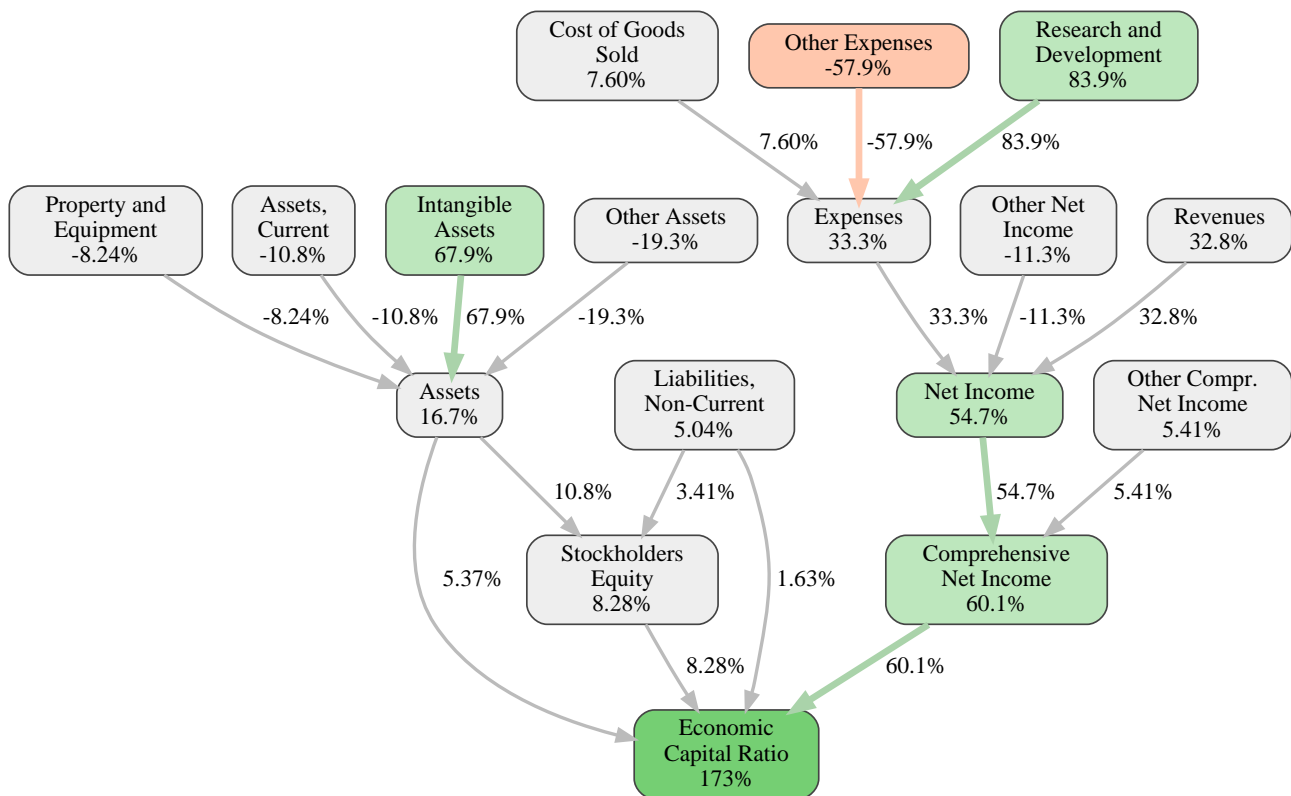 Cost of Goods
Sold
7.60%
Other Expenses
-57.9%
Research and
Development
83.9%
7.60%
-57.9%
83.9%
Property and
Equipment
-8.24%
Assets,
Current
-10.8%
Intangible
Assets
67.9%
Other Assets
-19.3%
Expenses
33.3%
Other Net
Income
-11.3%
Revenues
32.8%
-8.24%
-10.8%
67.9%
-19.3%
33.3%
-11.3%
32.8%
Assets
16.7%
Liabilities,
Non-Current
5.04%
Net Income
54.7%
Other Compr.
Net Income
5.41%
10.8%
3.41%
54.7%
5.41%
5.37%
Stockholders
Equity
8.28%
1.63%
Comprehensive
Net Income
60.1%
8.28%
60.1%
Economic
Capital Ratio
173%